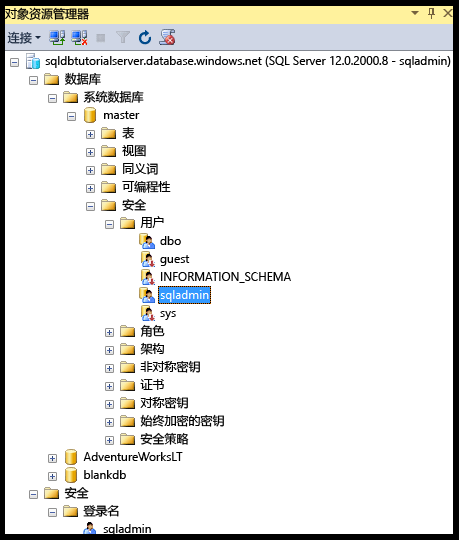 对象资源管理器
连接
sqldbtutorialserver.database.windows.net (SQL Server 12.0.2000.8 - sqladmin)
数据库
系统数据库
master
表
视图
同义词
可编程性
安全
用户
dbo
guest
INFORMATION_SCHEMA
sqladmin
sys
角色
架构
非对称密钥
证书
对称密钥
始终加密的密钥
安全策略
AdventureWorksLT
blankdb
安全
登录名
sqladmin